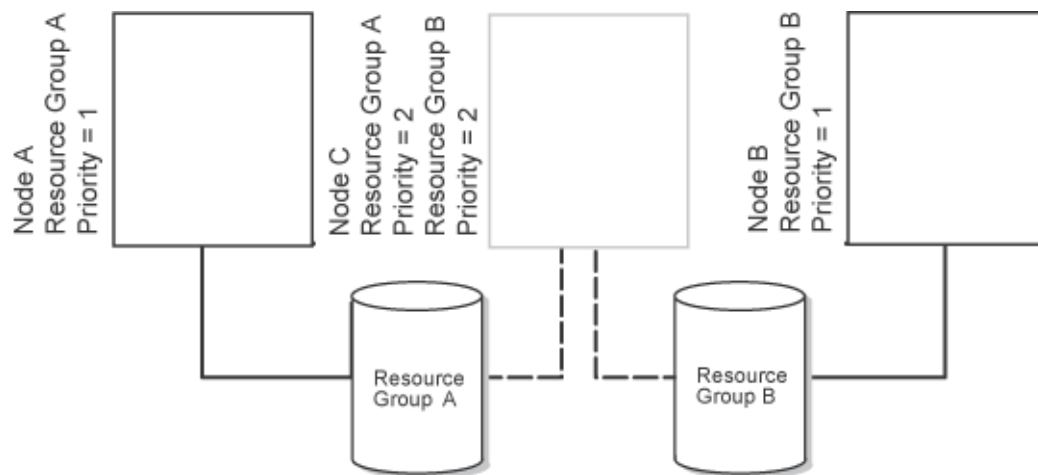 Node A
Resource Group A
Priority = 1
Node C
Resource Group A
Priority = 2
Resource Group B
Priority = 2
Node B
Resource Group B
Priority = 1
Resource
Group A
Resource
Group B